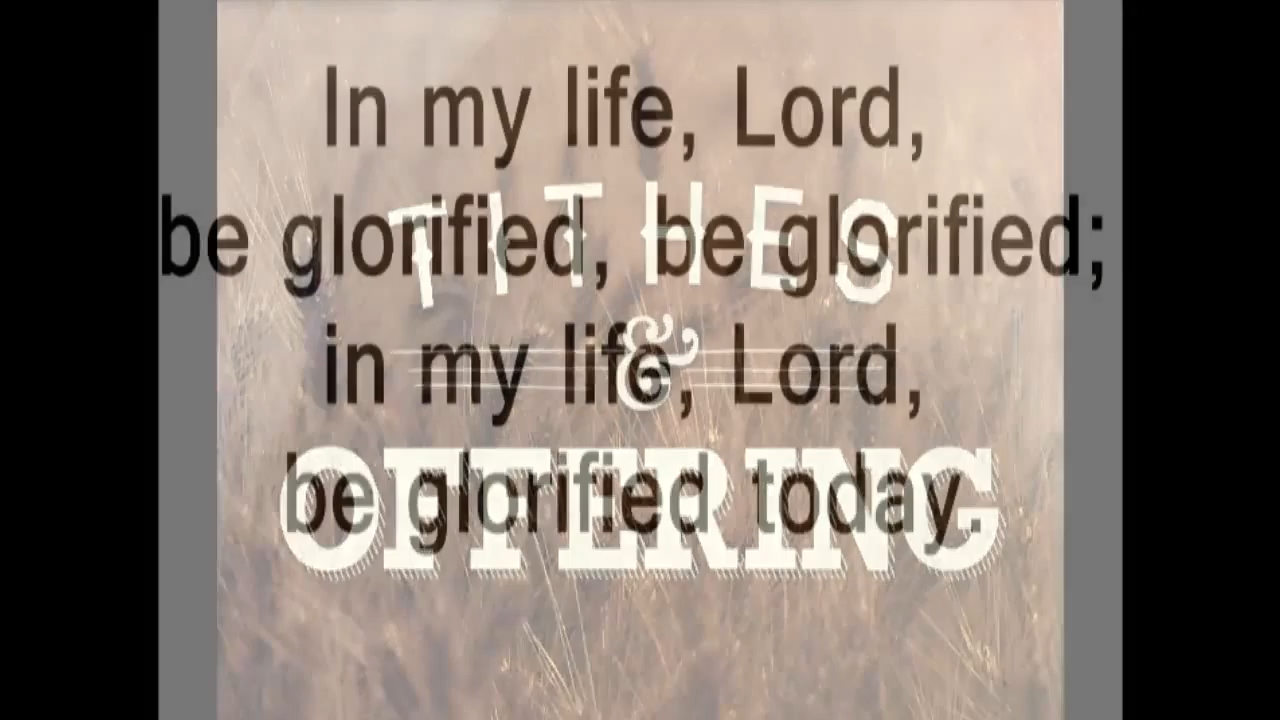 In my life, Lord,
be glorified, be glorified;
in my life, Lord,
be glorified today.
TITHES
&
OFFERING